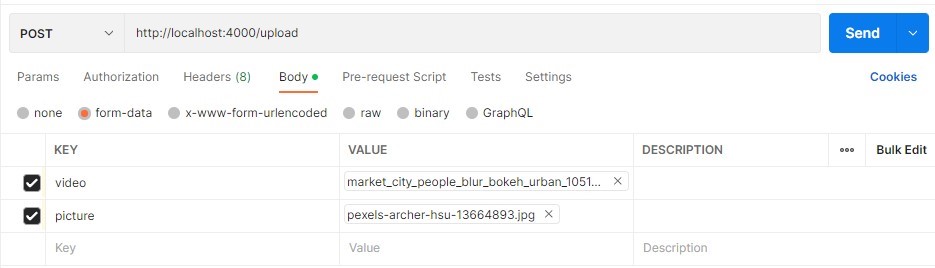 POST http://localhost:4000/upload Send
Params Authorization Headers (8) Body Pre-request Script Tests Settings Cookies
none form-data x-www-form-urlencoded raw binary GraphQL
KEY VALUE DESCRIPTION ooo Bulk Edit
video market_city_people_blur_bokeh_urban_1051...
picture pexels-archer-hsu-13664893.jpg
Key Value Description